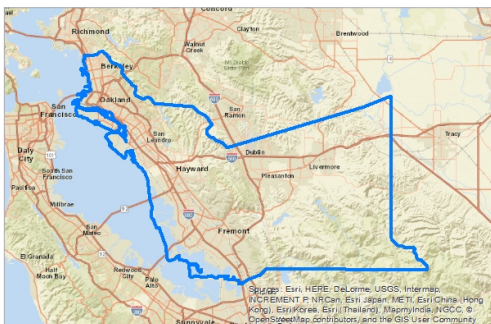 Concord
Richmond
Clayton
Brentwood
Walnut
Creek
Berkeley
Oakland
San
Francisco
San
Ramon
San
Leandro
Tracy
Daly
City
Dublin
Livermore
South San
Francisco
Hayward
Pleasanton
Pacifica
Millbrae
San
Mateo
Fremont
El Granada
Half
Moon Bay
Redwood
City
Palo
Alto
Sunnyvale
Sources: Esri, HERE, DeLorme, USGS, Intermap,
INCREMENT P, NRCan, Esri Japan, METI, Esri China (Hong
Kong), Esri Korea, Esri (Thailand), MapmyIndia, NGCC, ©
OpenStreetMap contributors, and the GIS User Community